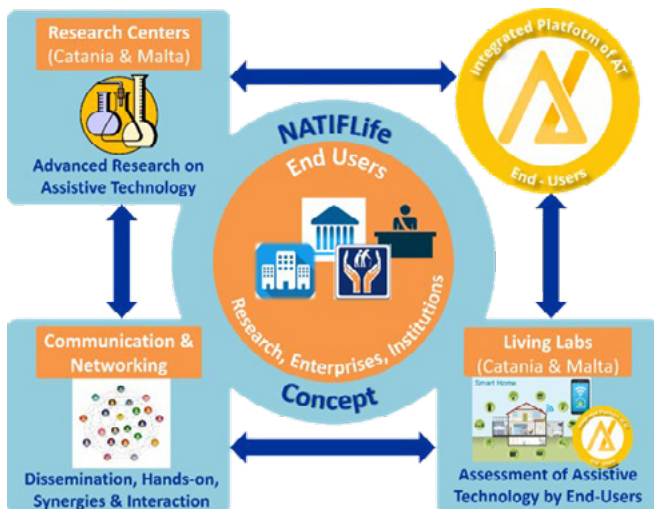 Research Centers
(Catania & Malta)
Advanced Research on
Assistive Technology
Integrated Platfotm of AT
End - Users
NATIFLife
End Users
Research, Enterprises, Institutions
Concept
Communication &
Networking
Dissemination, Hands-on,
Synergies & Interaction
Living Labs
(Catania & Malta)
Smart Home
Assessment of Assistive
Technology by End-Users